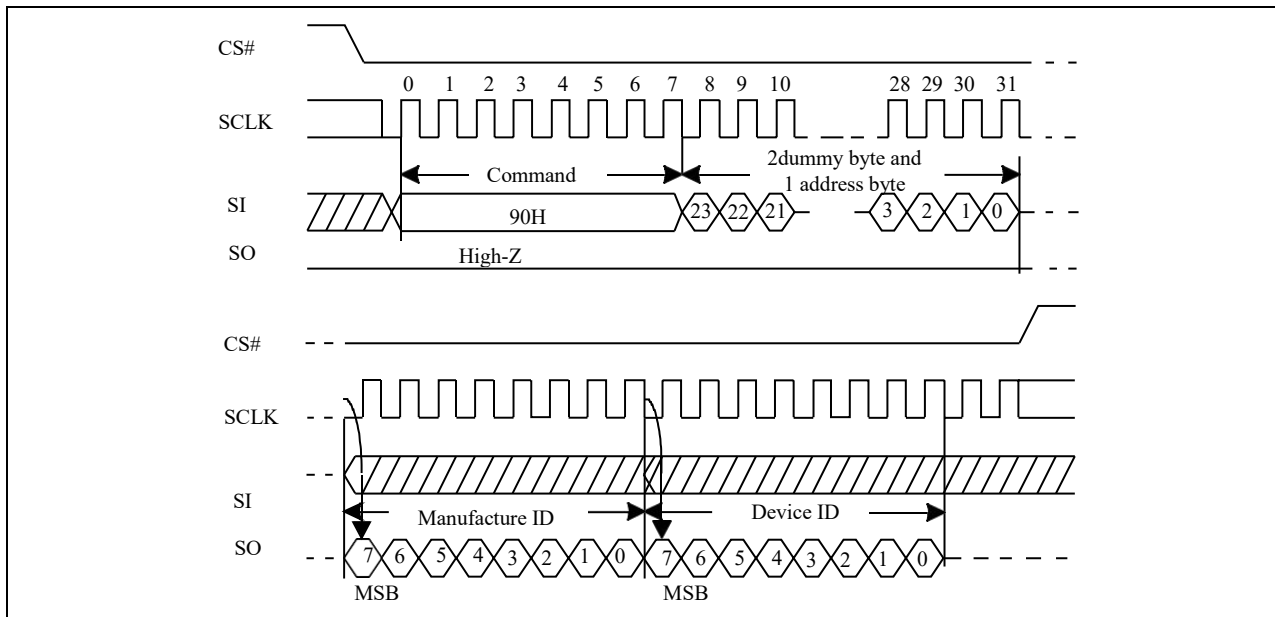 CS#
0 1 2 3 4 5 6 7 8 9 10 28 29 30 31
SCLK
Command 2dummy byte and
1 address byte
SI 90H 23 22 21 3 2 1 0
SO High-Z
CS#
SCLK
SI
Manufacture ID Device ID
SO 7 6 5 4 3 2 1 0 7 6 5 4 3 2 1 0
MSB MSB